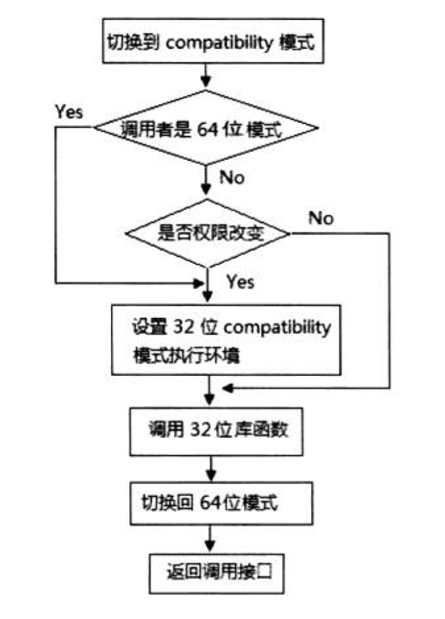 切换到 compatibility 模式
Yes
调用者是 64 位 模式
No
是否权限改变
No
Yes
设置 32 位 compatibility
模式执行环境
调用 32 位 库函数
切换回 64位模式
返回调用接口